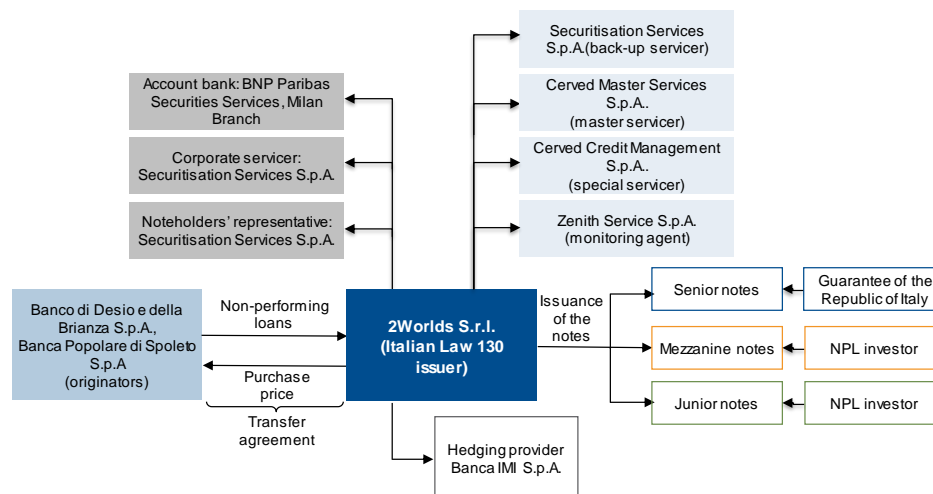 Securitisation Services
S.p.A.(back-up servicer)
Account bank: BNP Paribas
Securities Services, Milan
Branch
Cerved Master Services
S.p.A..
(master servicer)
Corporate servicer:
Securitisation Services S.p.A.
Cerved Credit Management
S.p.A..
(special servicer)
Noteholders' representative:
Securitisation Services S.p.A.
Zenith Service S.p.A.
(monitoring agent)
Banco di Desio e della
Brianza S.p.A.,
Banca Popolare di Spoleto
S.p.A
(originators)
Non-performing
loans
Purchase
price
Transfer
agreement
2Worlds S.r.l.
(Italian Law 130
issuer)
Issuance
of the
notes
Senior notes
Guarantee of the
Republic of Italy
Mezzanine notes
NPL investor
Junior notes
NPL investor
Hedging provider
Banca IMI S.p.A.